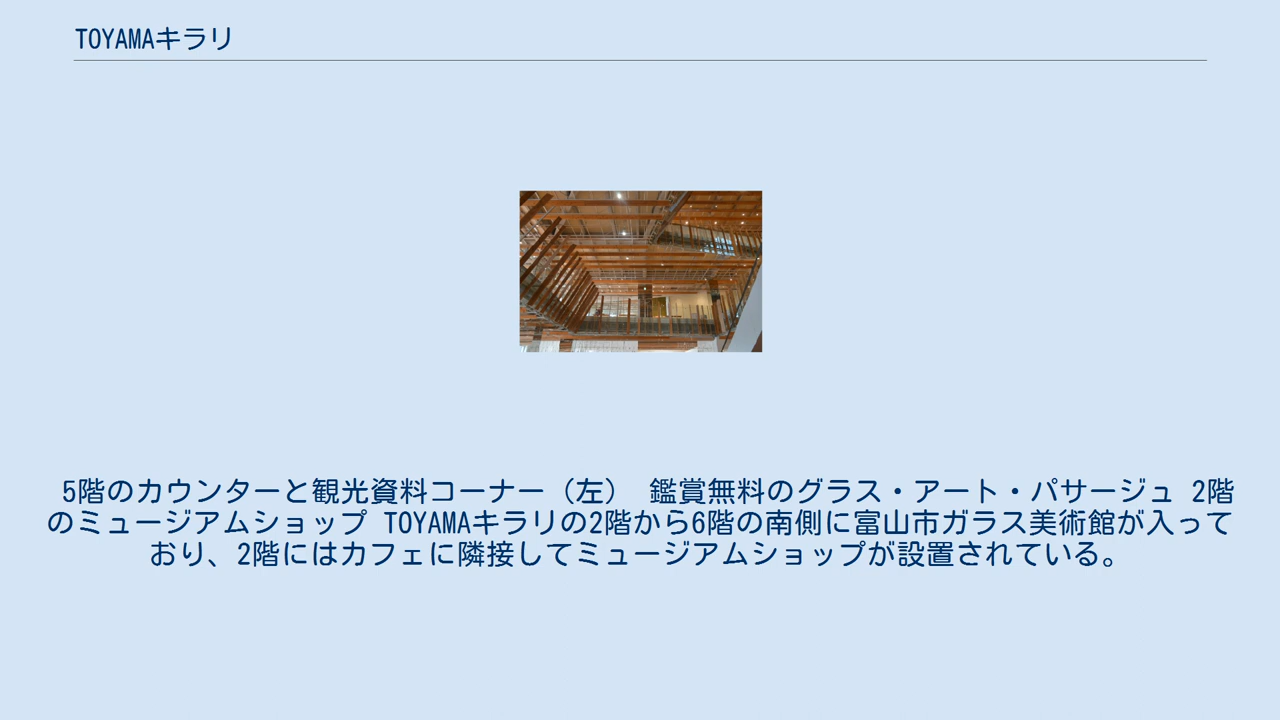 TOYAMAキラリ
5階のカウンターと観光資料コーナー（左） 鑑賞無料のグラス・アート・パサージュ 2階
のミュージアムショップ TOYAMAキラリの2階から6階の南側に富山市ガラス美術館が入って
おり、2階にはカフェに隣接してミュージアムショップが設置されている。